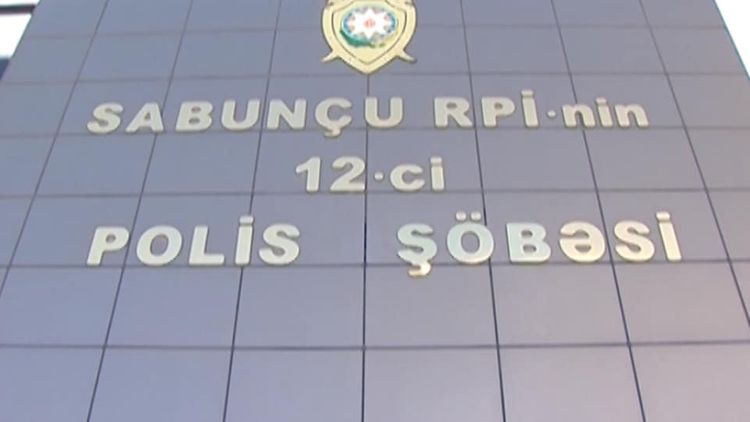 SABUNÇU RPİ-nin
12-ci
POLİS ŞÖBəSİ